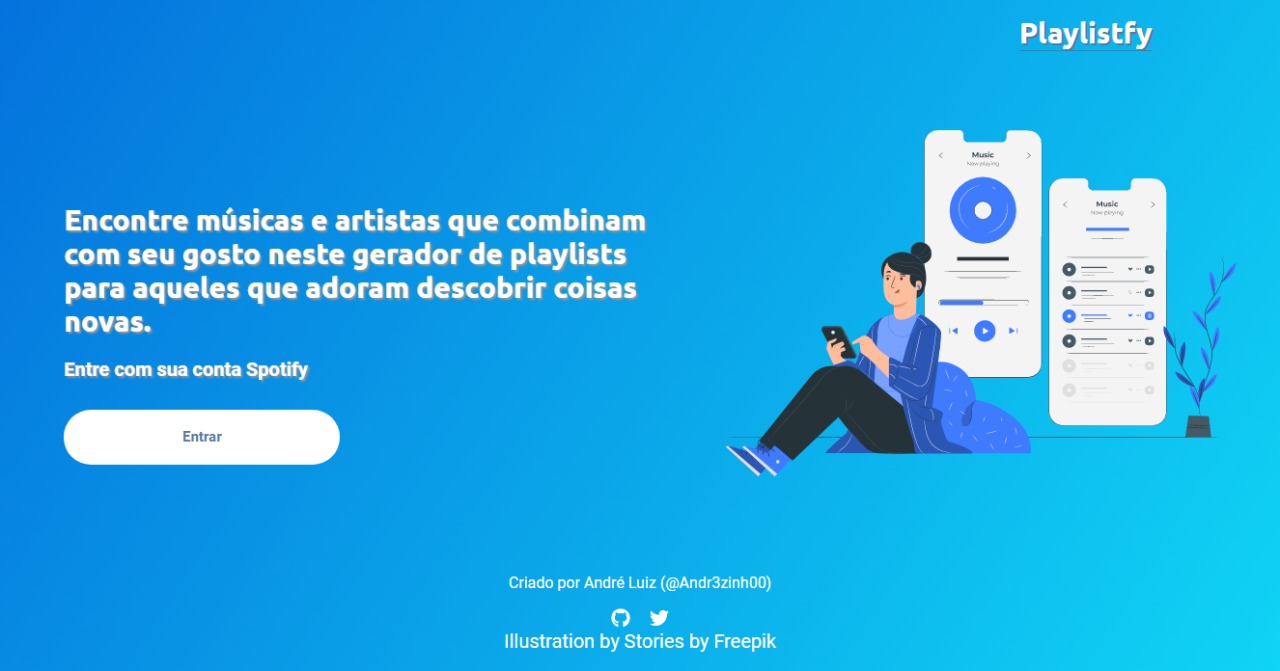 Playlistfy
Encontre músicas e artistas que combinam
com seu gosto neste gerador de playlists
para aqueles que adoram descobrir coisas
novas.
Entre com sua conta Spotify
Entrar
Music
Now playing
Music
Now playing
Criado por André Luiz (@Andr3zinh00)
Illustration by Stories by Freepik